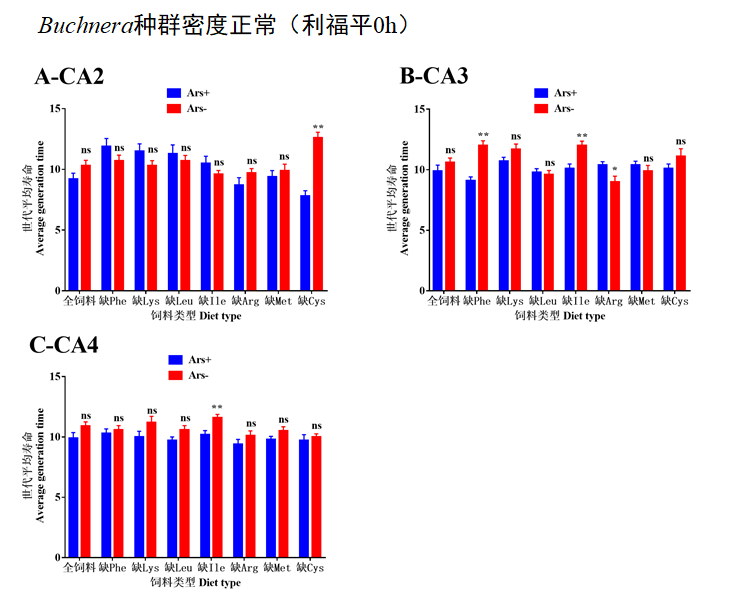 Buchnera种群密度正常（利福平0h）
A-CA2
Ars+
Ars-
15
10
5
0
世代平均寿命
Average generation time
ns ns ns ns ns ns ns **
全饲料 缺Phe 缺Lys 缺Leu 缺Ile 缺Arg 缺Met 缺Cys
饲料类型 Diet type
B-CA3
Ars+
Ars-
15
10
5
0
世代平均寿命
Average generation time
ns ** ns ns ** * ns ns
全饲料 缺Phe 缺Lys 缺Leu 缺Ile 缺Arg 缺Met 缺Cys
饲料类型 Diet type
C-CA4
Ars+
Ars-
15
10
5
0
世代平均寿命
Average generation time
ns ns ns ns ** ns ns ns
全饲料 缺Phe 缺Lys 缺Leu 缺Ile 缺Arg 缺Met 缺Cys
饲料类型 Diet type